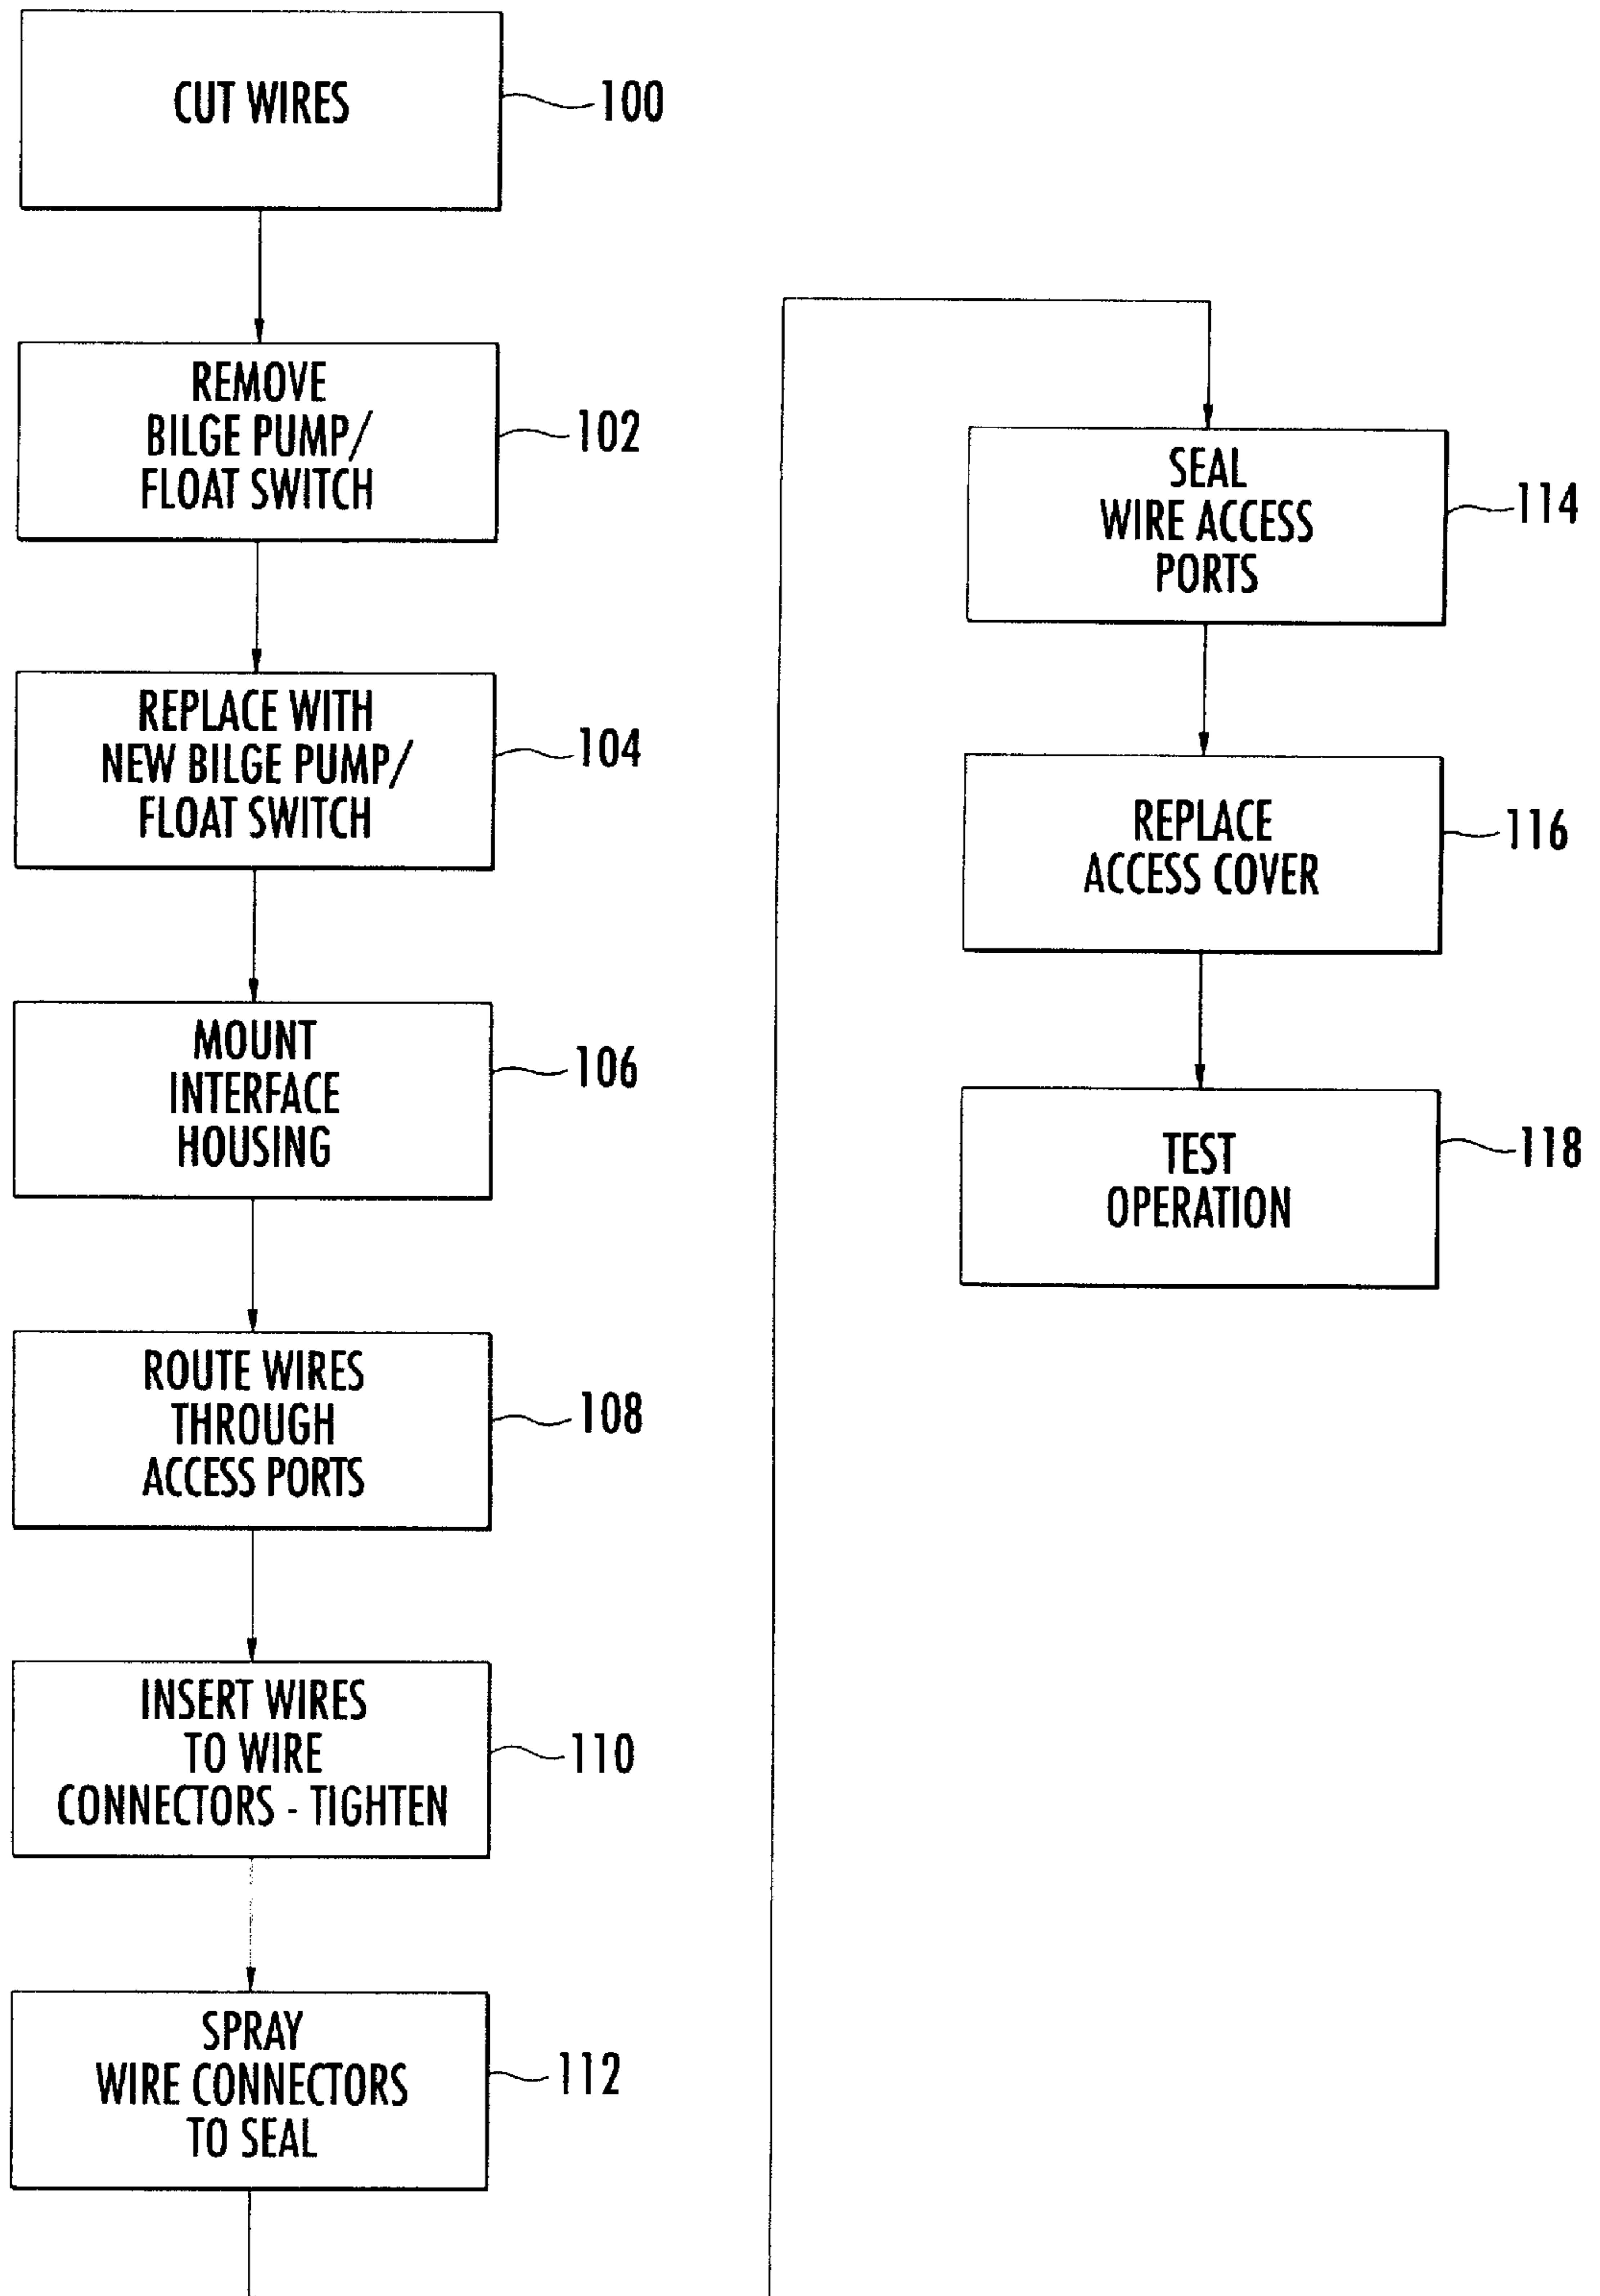 CUT WIRES
100
REMOVE
BILGE PUMP/
FLOAT SWITCH
102
REPLACE WITH
NEW BILGE PUMP/
FLOAT SWITCH
104
MOUNT
INTERFACE
HOUSING
106
ROUTE WIRES
THROUGH
ACCESS PORTS
108
INSERT WIRES
TO WIRE
CONNECTORS - TIGHTEN
110
SPRAY
WIRE CONNECTORS
TO SEAL
112
SEAL
WIRE ACCESS
PORTS
114
REPLACE
ACCESS COVER
116
TEST
OPERATION
118